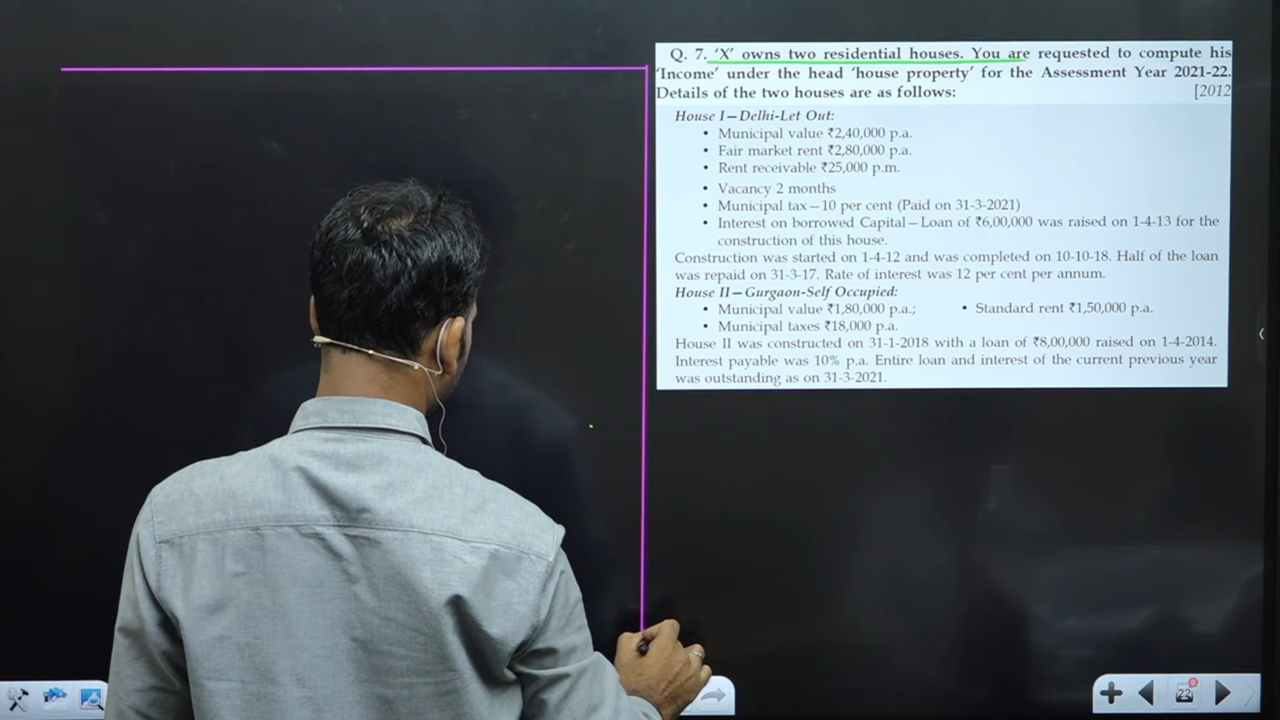 Q. 7. 'X' owns two residential houses. You are requested to compute his
'Income' under the head 'house property' for the Assessment Year 2021-22.
Details of the two houses are as follows: [2012
House I—Delhi-Let Out:
• Municipal value ₹2,40,000 p.a.
• Fair market rent ₹2,80,000 p.a.
• Rent receivable ₹25,000 p.m.
• Vacancy 2 months
• Municipal tax—10 per cent (Paid on 31-3-2021)
• Interest on borrowed Capital—Loan of ₹6,00,000 was raised on 1-4-13 for the
construction of this house.
Construction was started on 1-4-12 and was completed on 10-10-18. Half of the loan
was repaid on 31-3-17. Rate of interest was 12 per cent per annum.
House II—Gurgaon-Self Occupied:
• Municipal value ₹1,80,000 p.a.; • Standard rent ₹1,50,000 p.a.
• Municipal taxes ₹18,000 p.a.
House II was constructed on 31-1-2018 with a loan of ₹8,00,000 raised on 1-4-2014.
Interest payable was 10% p.a. Entire loan and interest of the current previous year
was outstanding as on 31-3-2021.
23